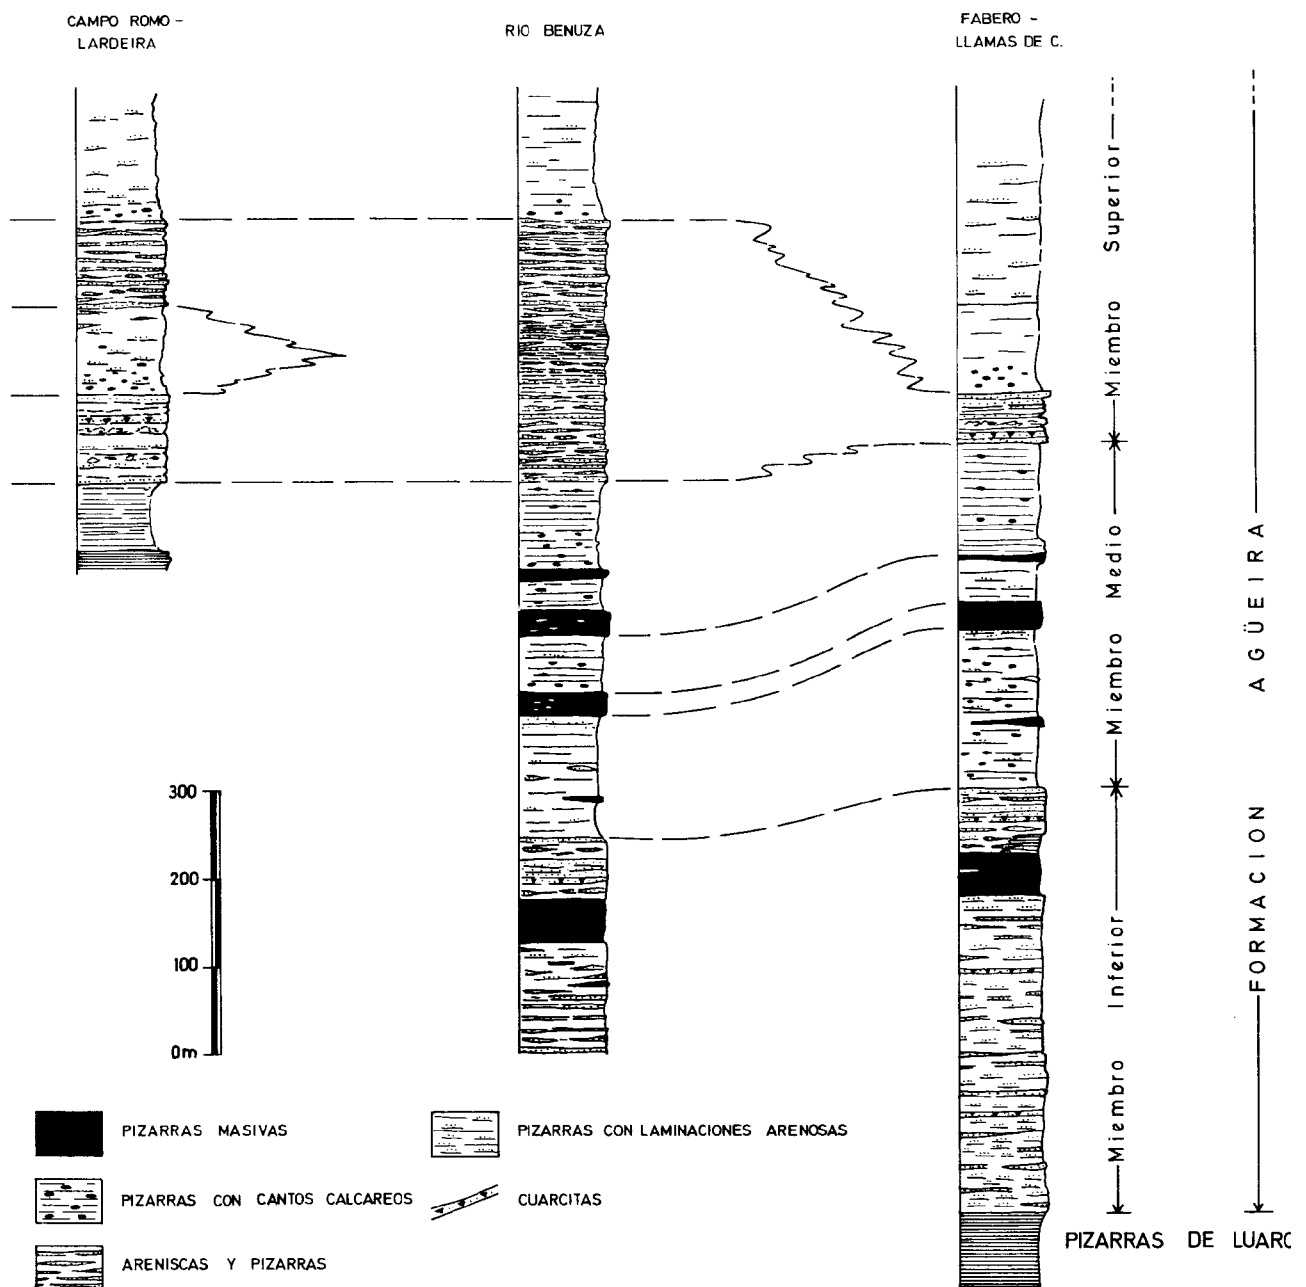 CAMPO ROMO -
LARDEIRA
RIO BENUZA
FABERO -
LLAMAS DE C.
Miembro Superior
Miembro Medio
Miembro Inferior
FORMACION AGÜEIRA
300
200
100
0m
PIZARRAS MASIVAS
PIZARRAS CON LAMINACIONES ARENOSAS
PIZARRAS CON CANTOS CALCAREOS
CUARCITAS
ARENISCAS Y PIZARRAS
PIZARRAS DE LUARC